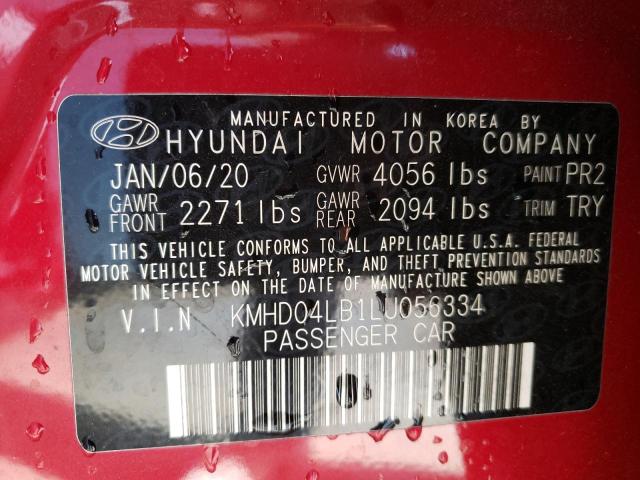 MANUFACTURED IN KOREA BY
HYUNDAI MOTOR COMPANY
JAN/06/20 GVWR 4056 lbs PAINT PR2
GAWR FRONT 2271 lbs GAWR REAR 2094 lbs TRIM TRY
THIS VEHICLE CONFORMS TO ALL APPLICABLE U.S.A. FEDERAL
MOTOR VEHICLE SAFETY, BUMPER, AND THEFT PREVENTION STANDARDS
IN EFFECT ON THE DATE OF MANUFACTURE SHOWN ABOVE
V.I.N KMHD04LB1LU056334
PASSENGER CAR